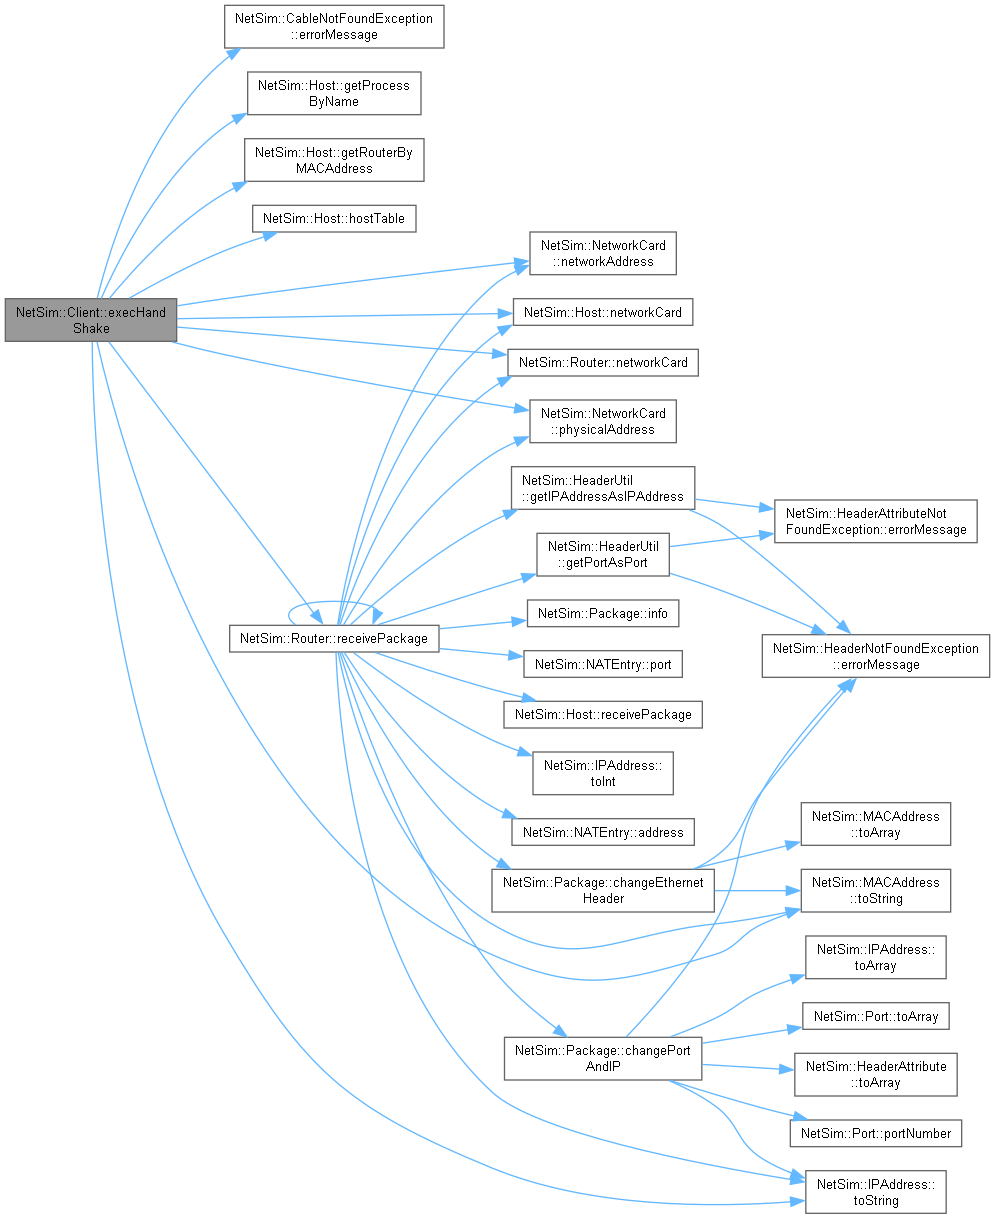 NetSim::CableNotFoundException
::errorMessage
NetSim::Host::getProcess
ByName
NetSim::Host::getRouterBy
MACAddress
NetSim::Host::hostTable
NetSim::NetworkCard
::networkAddress
NetSim::Client::execHand
Shake
NetSim::Host::networkCard
NetSim::Router::networkCard
NetSim::NetworkCard
::physicalAddress
NetSim::HeaderUtil
::getIPAddressAsIPAddress
NetSim::HeaderAttributeNot
FoundException::errorMessage
NetSim::HeaderUtil
::getPortAsPort
NetSim::Package::info
NetSim::Router::receivePackage
NetSim::HeaderNotFoundException
::errorMessage
NetSim::NATEntry::port
NetSim::Host::receivePackage
NetSim::IPAddress::
toInt
NetSim::NATEntry::address
NetSim::MACAddress
::toArray
NetSim::Package::changeEthernet
Header
NetSim::MACAddress
::toString
NetSim::IPAddress::
toArray
NetSim::Port::toArray
NetSim::Package::changePort
AndIP
NetSim::HeaderAttribute
::toArray
NetSim::Port::portNumber
NetSim::IPAddress::
toString